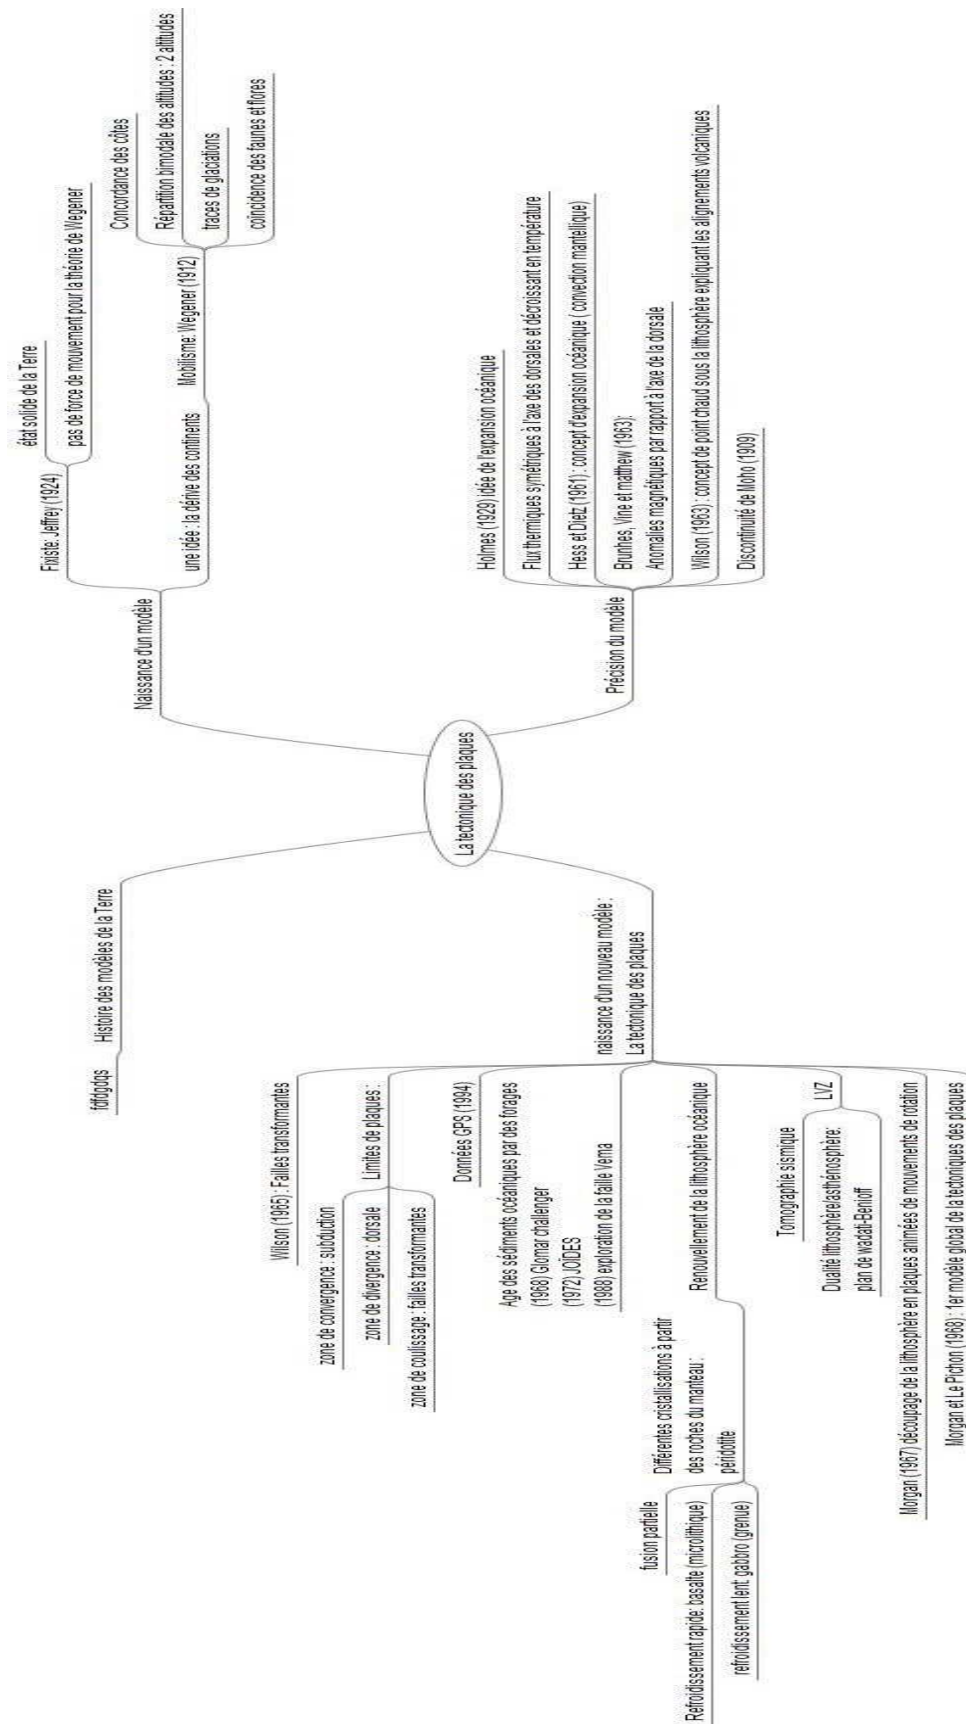 La tectonique des plaques
Naissance d'un modèle
Fixiste: Jeffrey (1924)
état solide de la Terre
pas de force de mouvement pour la théorie de Wegener
une idée : la dérive des continents
Mobilisme: Wegener (1912)
Concordance des côtes
Répartition bimodale des altitudes : 2 altitudes
traces de glaciations
coïncidence des faunes et flores
Précision du modèle
Holmes (1929) idée de l'expansion océanique
Flux thermiques symétriques à l'axe des dorsales et décroissant en température
Hess et Dietz (1961) : concept d'expansion océanique ( convection mantellique)
Brunhes, Vine et matthew (1963):
Anomalies magnétiques par rapport à l'axe de la dorsale
Wilson (1963) : concept de point chaud sous la lithosphère expliquant les alignements volcaniques
Discontinuité de Moho (1909)
Histoire des modèles de la Terre
fdfdgdqs
naissance d'un nouveau modèle :
La tectonique des plaques
Wilson (1965) : Failles transformantes
Limites de plaques :
zone de convergence : subduction
zone de divergence : dorsale
zone de coulissage : failles transformantes
Données GPS (1994)
Age des sédiments océaniques par des forages
(1968) Glomar challenger
(1972) JOÏDES
(1988) exploration de la faille Vema
Renouvellement de la lithosphère océanique
Différentes cristallisations à partir
des roches du manteau :
péridotite
fusion partielle
Refroidissement rapide: basalte (microlithique)
refroidissement lent: gabbro (grenue)
LVZ
Tomographie sismique
Dualité lithosphère/asthénosphère:
plan de wadati-Benioff
Morgan (1967) découpage de la lithosphère en plaques animées de mouvements de rotation
Morgan et Le Pichon (1968) : 1er modèle global de la tectoniques des plaques